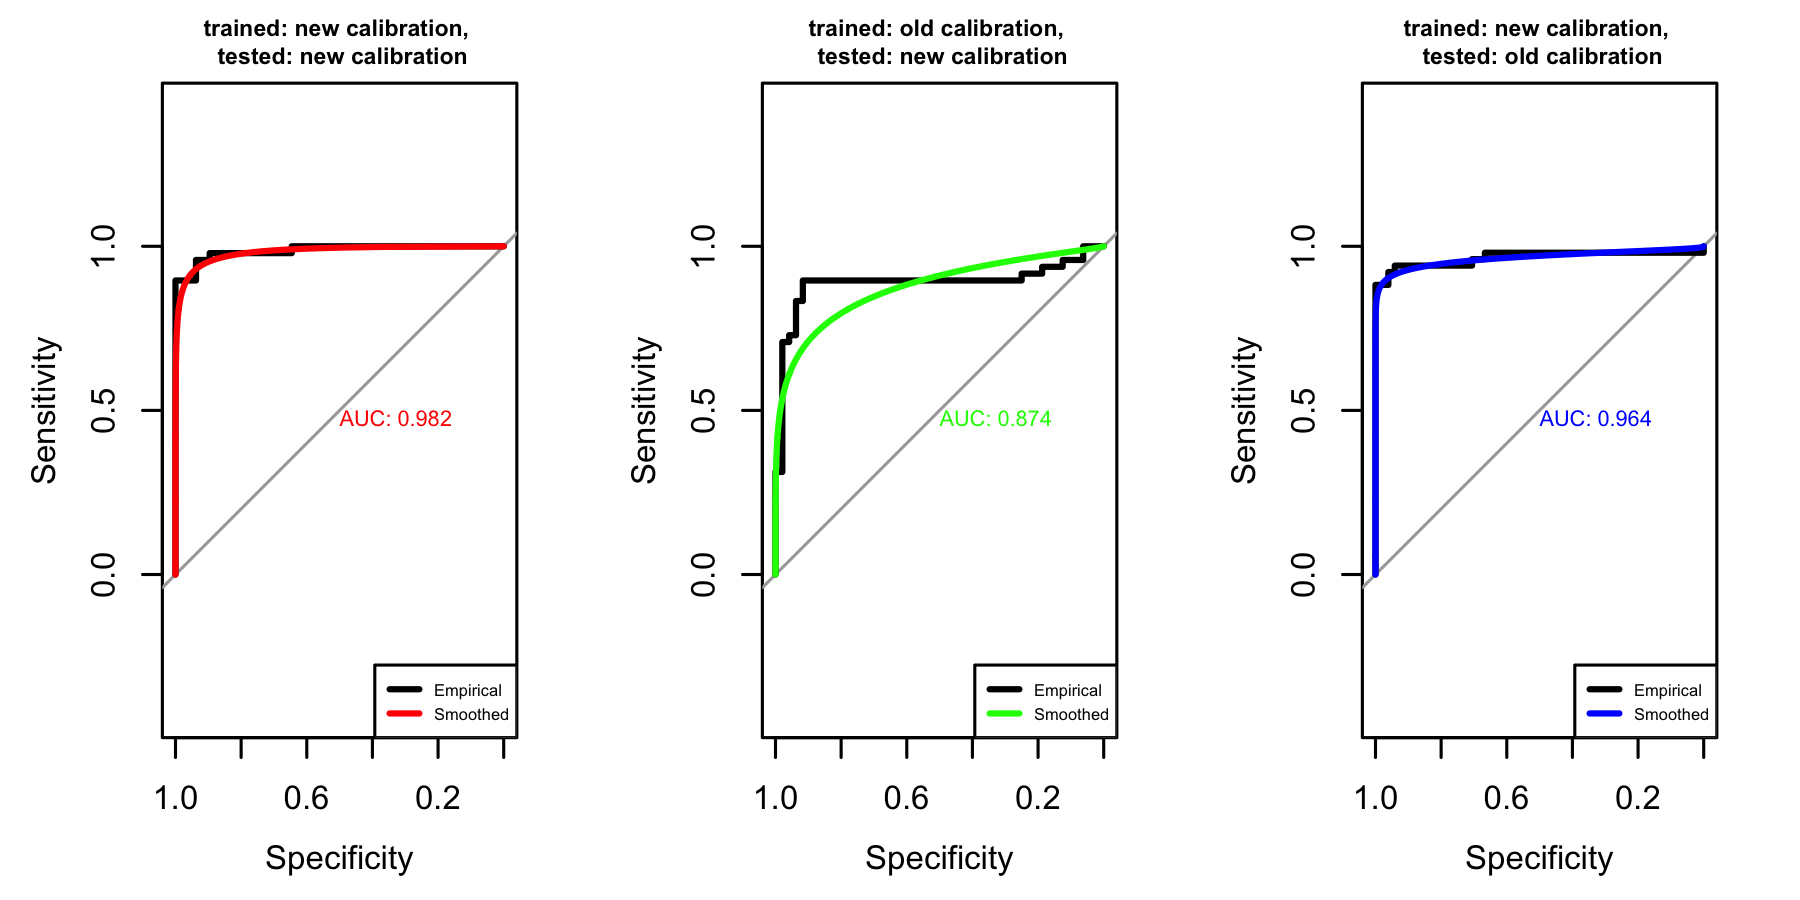 trained: new calibration,
tested: new calibration
Sensitivity
1.0
0.5
0.0
AUC: 0.982
Empirical
Smoothed
1.0 0.6 0.2
Specificity
trained: old calibration,
tested: new calibration
Sensitivity
1.0
0.5
0.0
AUC: 0.874
Empirical
Smoothed
1.0 0.6 0.2
Specificity
trained: new calibration,
tested: old calibration
Sensitivity
1.0
0.5
0.0
AUC: 0.964
Empirical
Smoothed
1.0 0.6 0.2
Specificity